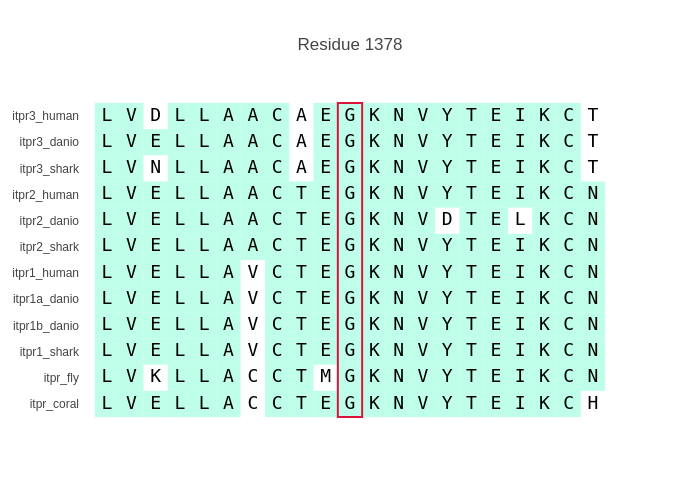 Residue 1378
itpr3_human L V D L L A A C A E G K N V Y T E I K C T
itpr3_danio L V E L L A A C A E G K N V Y T E I K C T
itpr3_shark L V N L L A A C A E G K N V Y T E I K C T
itpr2_human L V E L L A A C T E G K N V Y T E I K C N
itpr2_danio L V E L L A A C T E G K N V D T E L K C N
itpr2_shark L V E L L A A C T E G K N V Y T E I K C N
itpr1_human L V E L L A V C T E G K N V Y T E I K C N
itpr1a_danio L V E L L A V C T E G K N V Y T E I K C N
itpr1b_danio L V E L L A V C T E G K N V Y T E I K C N
itpr1_shark L V E L L A V C T E G K N V Y T E I K C N
itpr_fly L V K L L A C C T M G K N V Y T E I K C N
itpr_coral L V E L L A C C T E G K N V Y T E I K C H